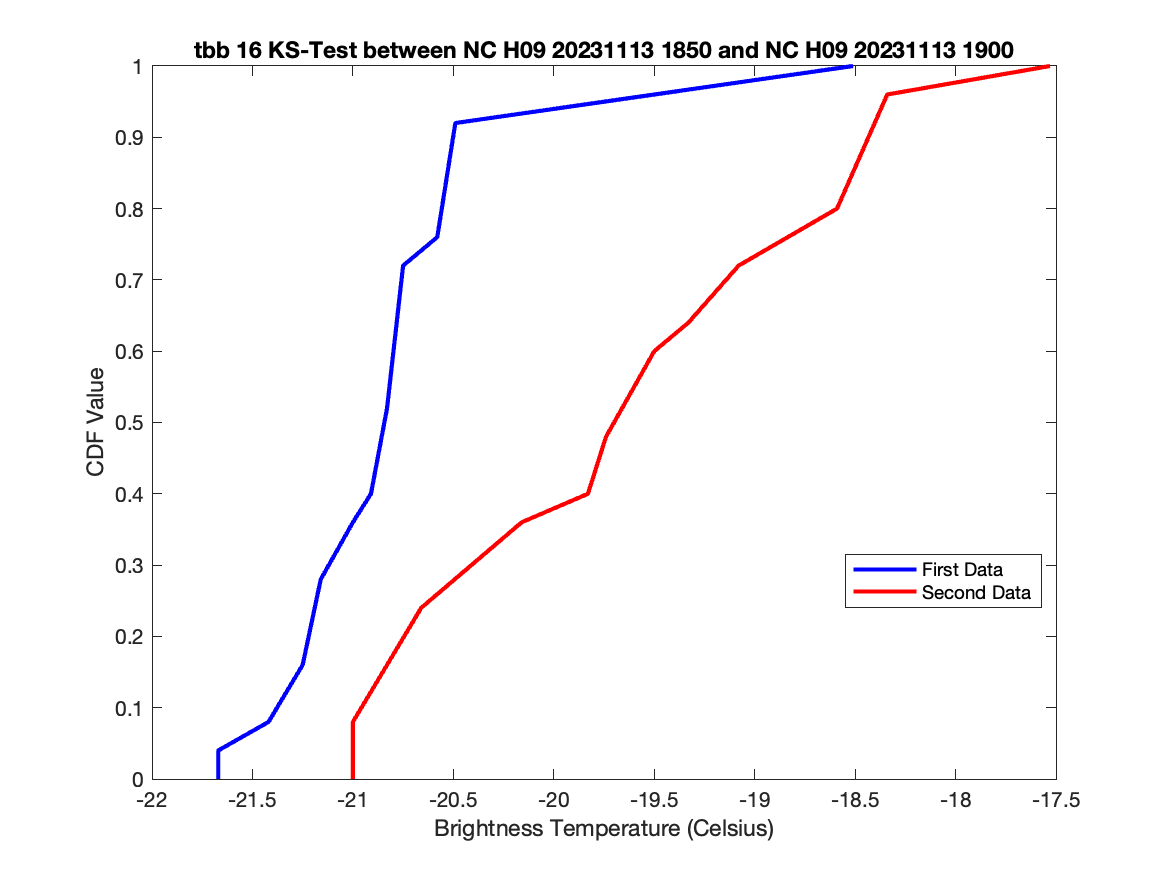 tbb 16 KS-Test between NC H09 20231113 1850 and NC H09 20231113 1900
1
0.9
0.8
0.7
0.6
0.5
0.4
0.3
0.2
0.1
0
CDF Value
First Data
Second Data
-22 -21.5 -21 -20.5 -20 -19.5 -19 -18.5 -18 -17.5
Brightness Temperature (Celsius)